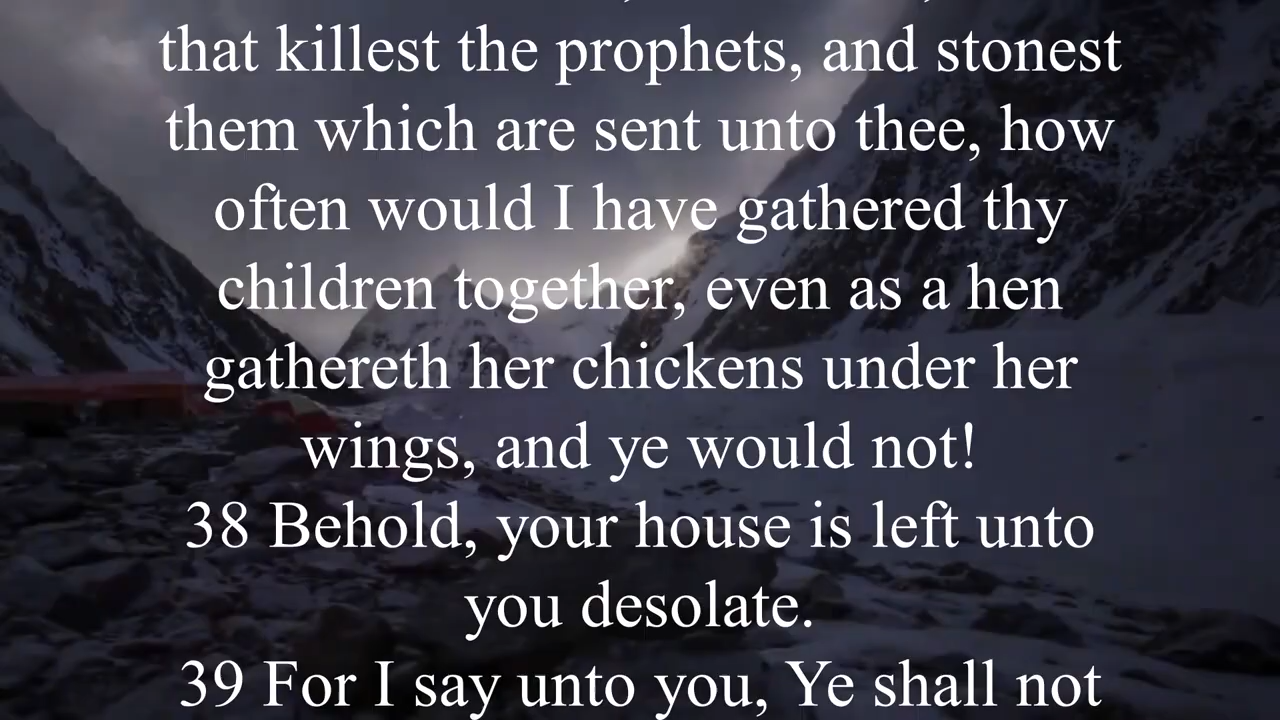 that killest the prophets, and stonest
them which are sent unto thee, how
often would I have gathered thy
children together, even as a hen
gathereth her chickens under her
wings, and ye would not!
38 Behold, your house is left unto
you desolate.
39 For I say unto you, Ye shall not